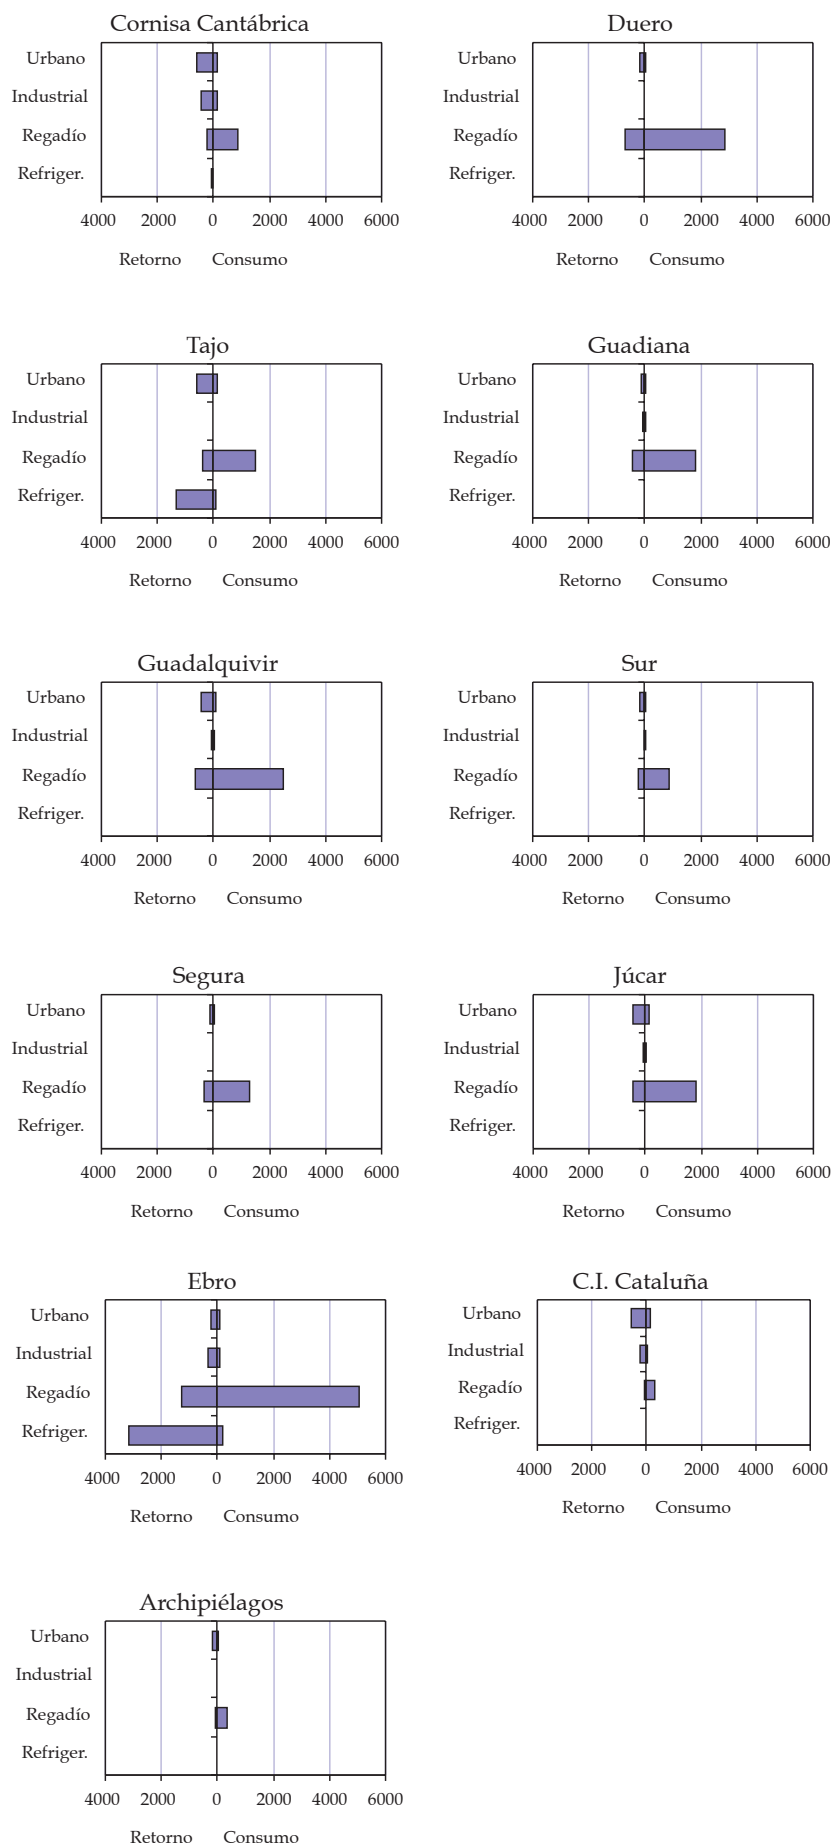 Cornisa Cantábrica
Urbano
Industrial
Regadío
Refriger.
4000 2000 0 2000 4000 6000
Retorno Consumo
Duero
Urbano
Industrial
Regadío
Refriger.
4000 2000 0 2000 4000 6000
Retorno Consumo
Tajo
Urbano
Industrial
Regadío
Refriger.
4000 2000 0 2000 4000 6000
Retorno Consumo
Guadiana
Urbano
Industrial
Regadío
Refriger.
4000 2000 0 2000 4000 6000
Retorno Consumo
Guadalquivir
Urbano
Industrial
Regadío
Refriger.
4000 2000 0 2000 4000 6000
Retorno Consumo
Sur
Urbano
Industrial
Regadío
Refriger.
4000 2000 0 2000 4000 6000
Retorno Consumo
Segura
Urbano
Industrial
Regadío
Refriger.
4000 2000 0 2000 4000 6000
Retorno Consumo
Júcar
Urbano
Industrial
Regadío
Refriger.
4000 2000 0 2000 4000 6000
Retorno Consumo
Ebro
Urbano
Industrial
Regadío
Refriger.
4000 2000 0 2000 4000 6000
Retorno Consumo
C.I. Cataluña
Urbano
Industrial
Regadío
Refriger.
4000 2000 0 2000 4000 6000
Retorno Consumo
Archipiélagos
Urbano
Industrial
Regadío
Refriger.
4000 2000 0 2000 4000 6000
Retorno Consumo